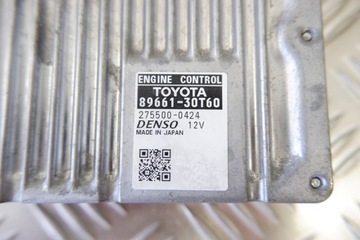 ENGINE CONTROL
TOYOTA
89661-30T60
275500-0424
DENSO 12V
MADE IN JAPAN